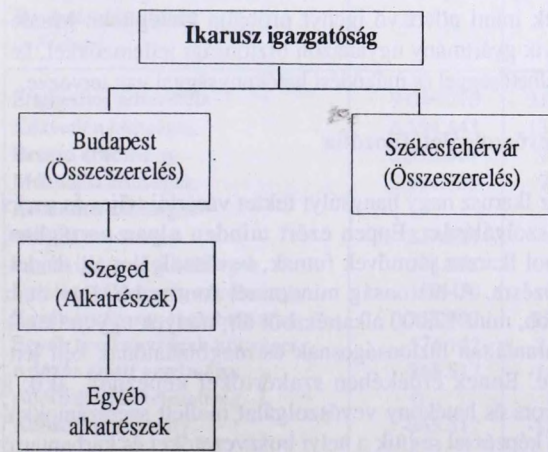 Ikarusz igazgatóság
Budapest
(Összeszerelés)
Székesfehérvár
(Összeszerelés)
Szeged
(Alkatrészek)
Egyéb
alkatrészek